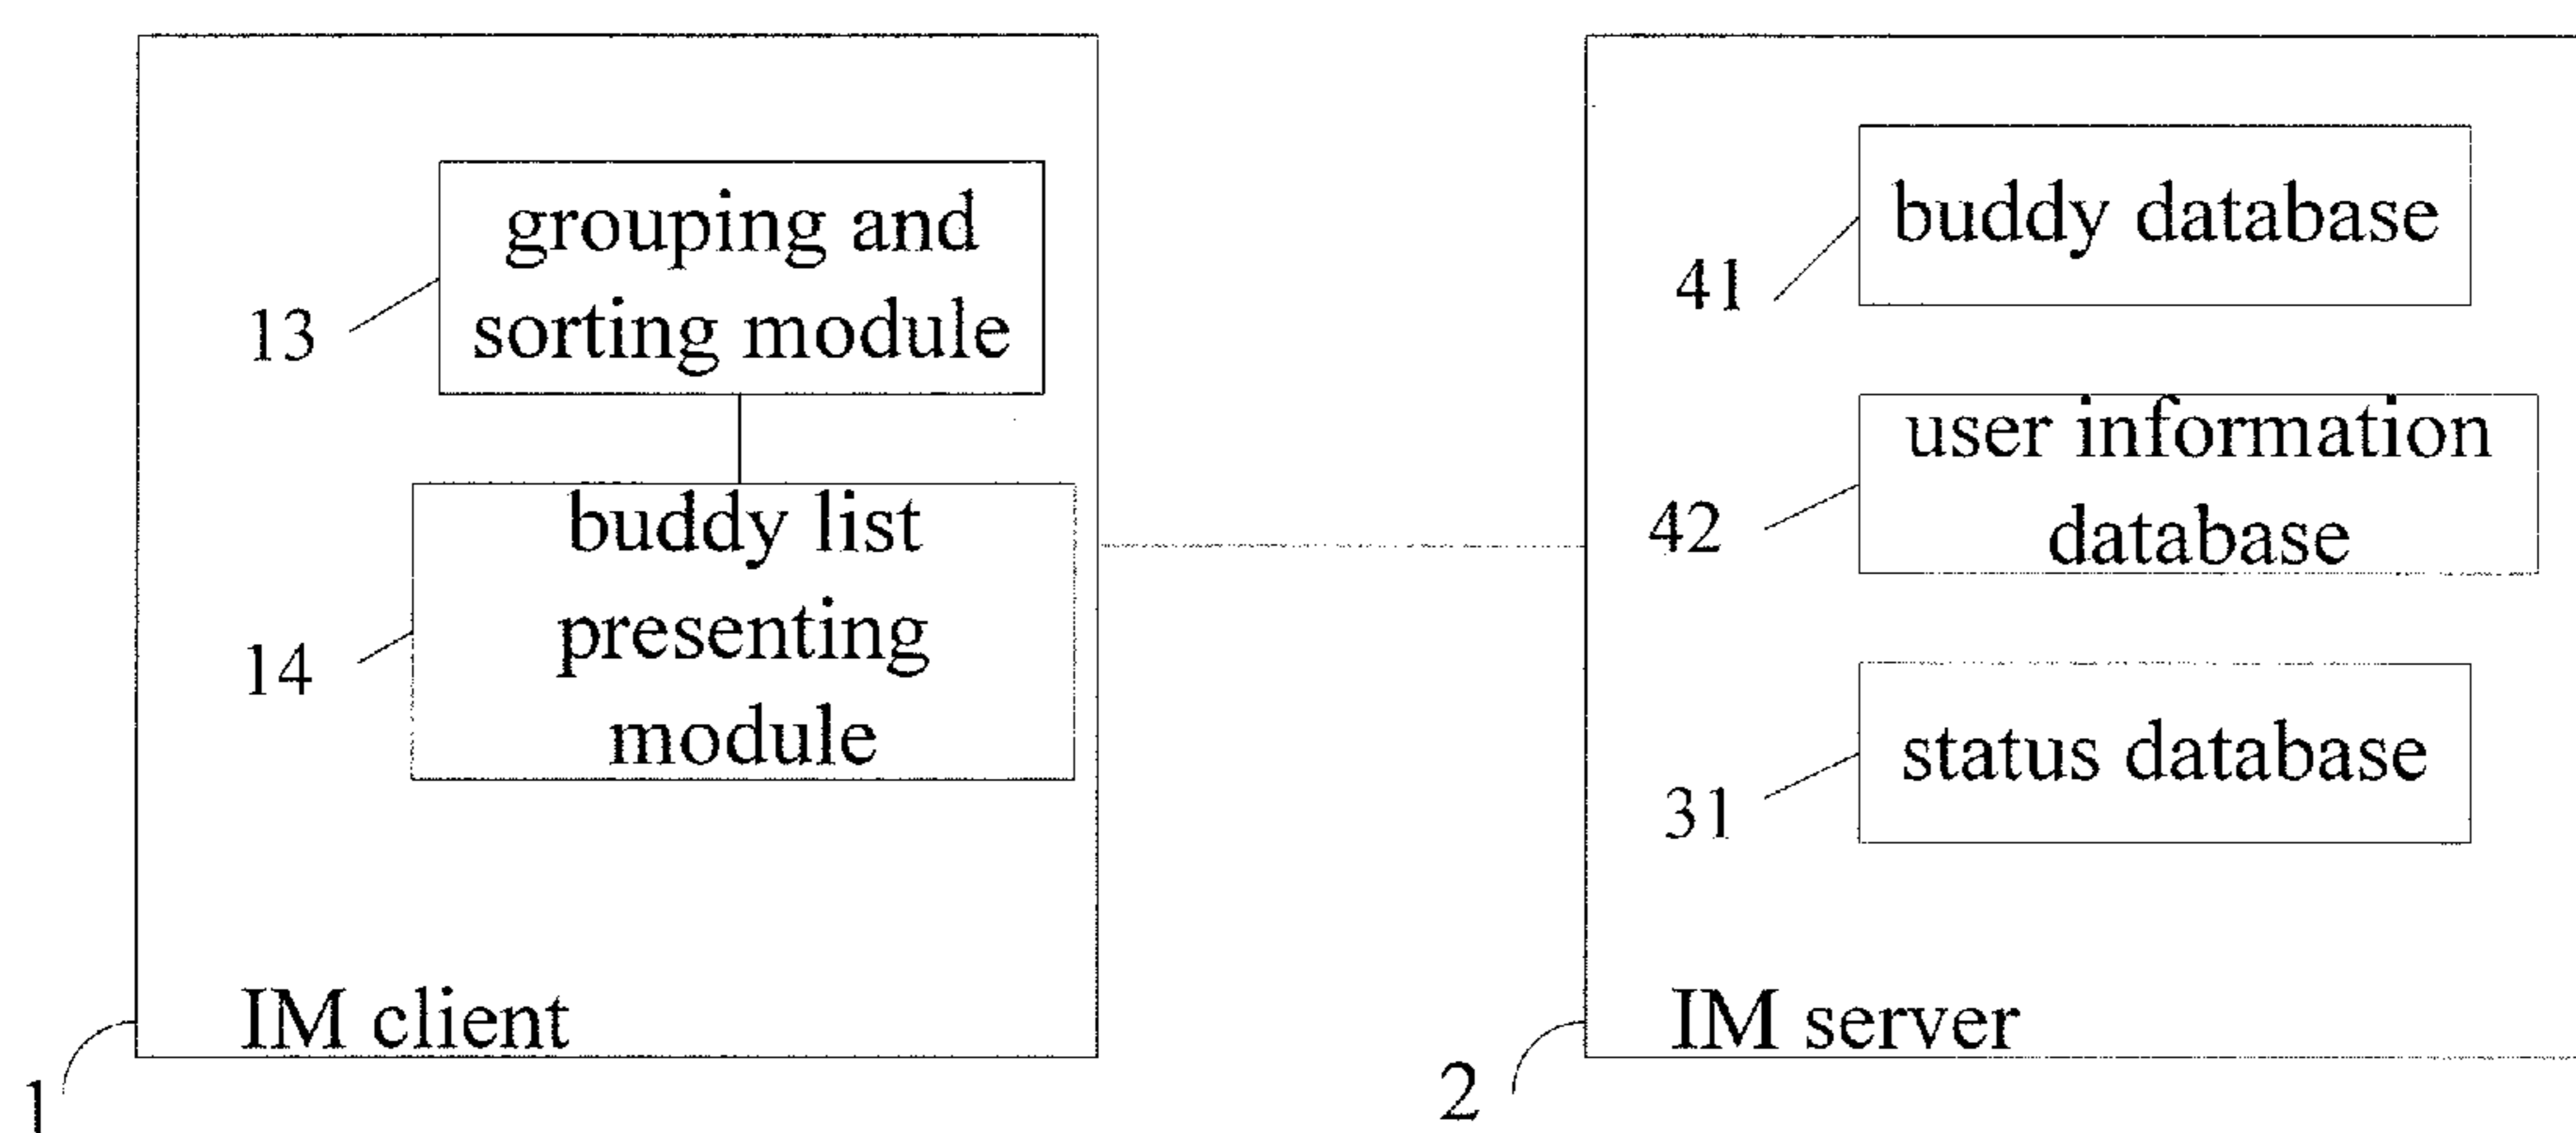 grouping and
sorting module
13
buddy list
presenting
module
14
IM client
1
buddy database
41
user information
database
42
status database
31
IM server
2